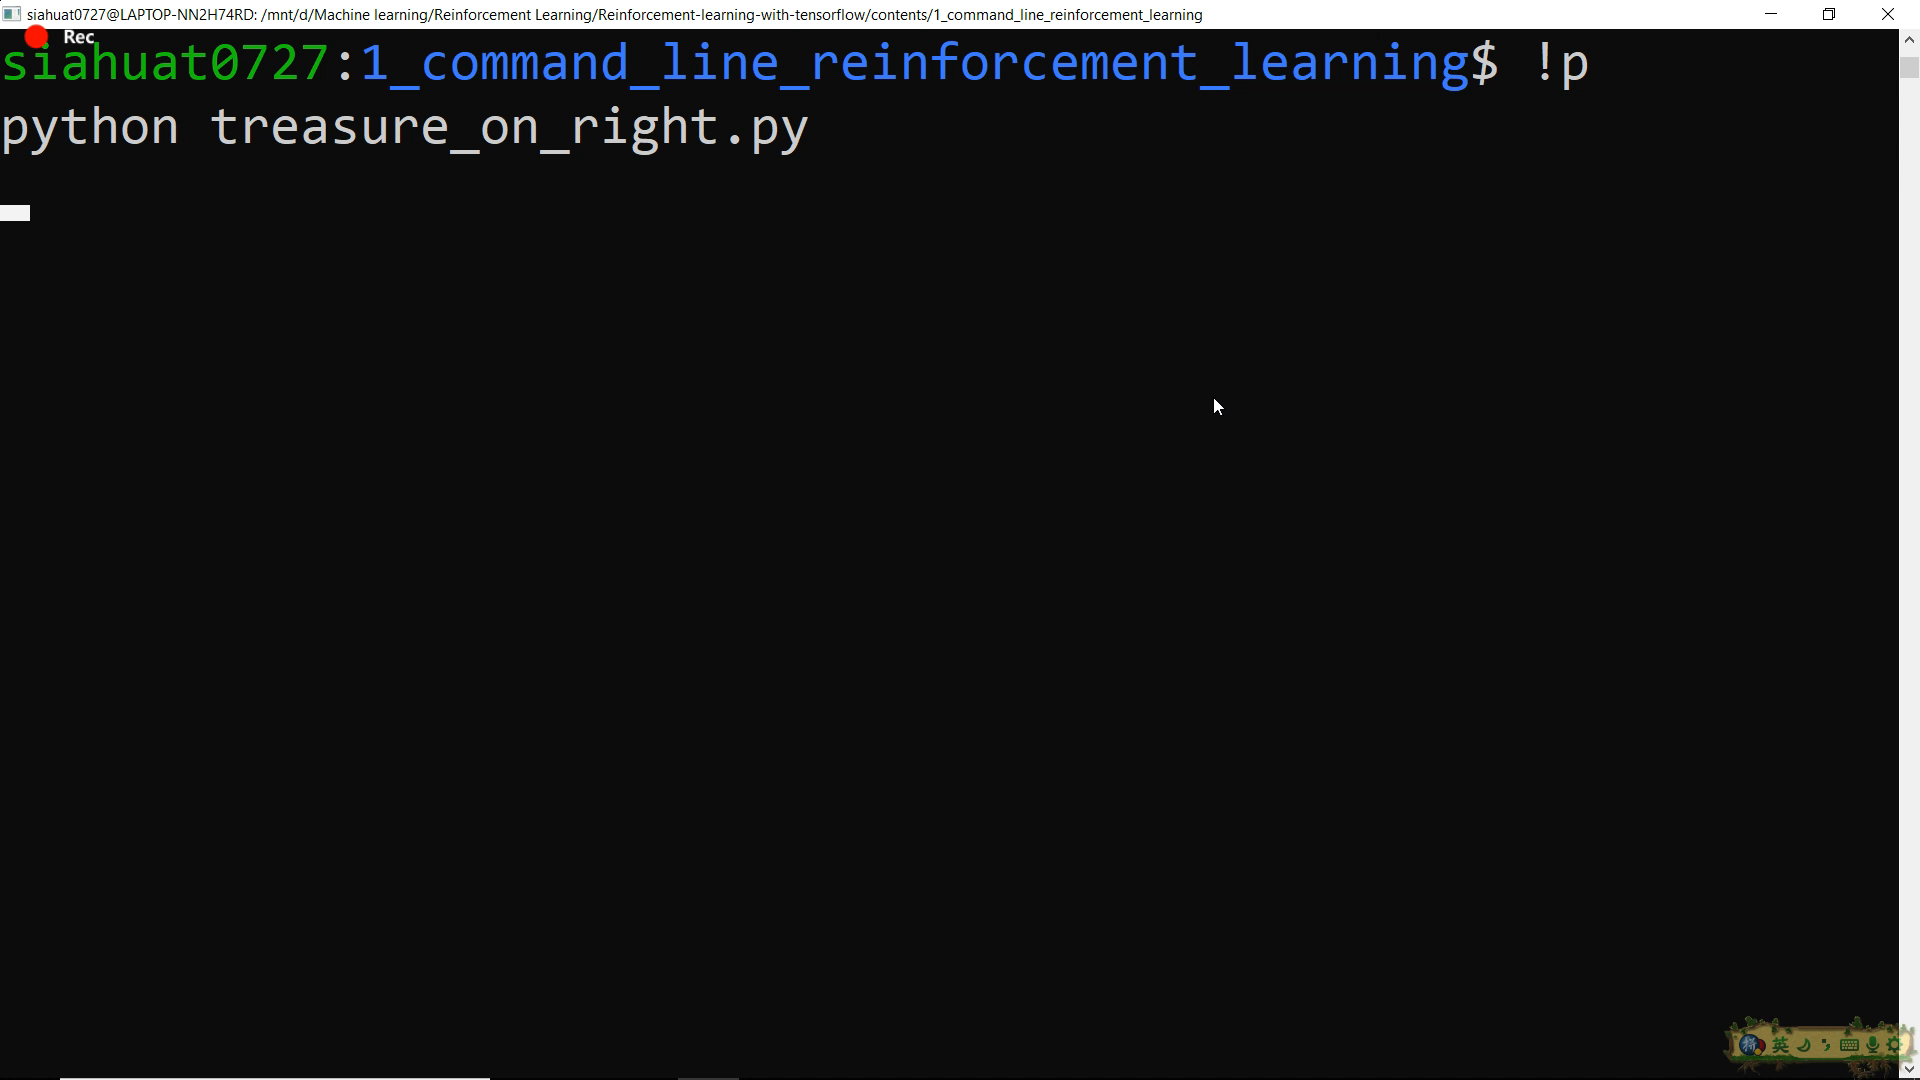 siahuat0727@LAPTOP-NN2H74RD: /mnt/d/Machine learning/Reinforcement Learning/Reinforcement-learning-with-tensorflow/contents/1_command_line_reinforcement_learning
Rec
siahuat0727:1_command_line_reinforcement_learning$ !p
python treasure_on_right.py
英